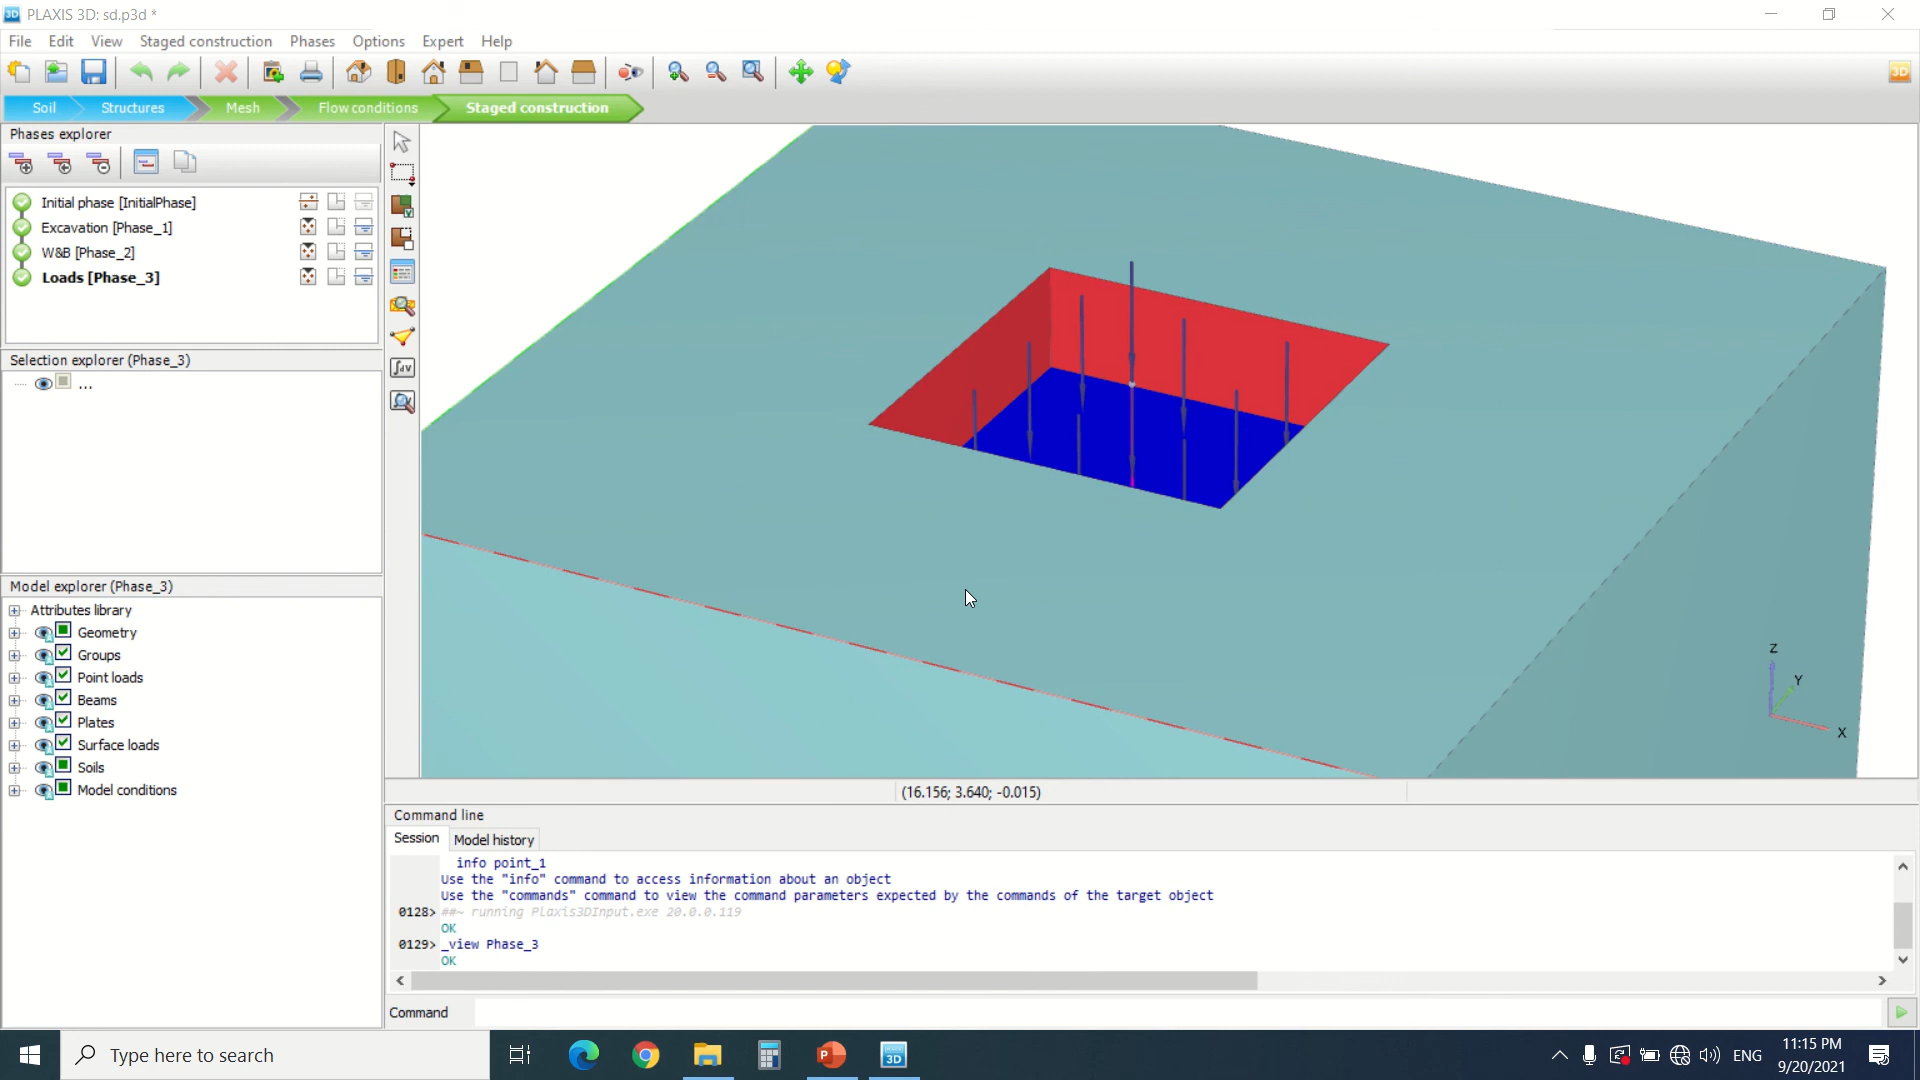 PLAXIS 3D: sd.p3d *
File Edit View Staged construction Phases Options Expert Help
3D
Soil Structures Mesh Flow conditions Staged construction
Phases explorer
Initial phase [InitialPhase]
Excavation [Phase_1]
W&B [Phase_2]
Loads [Phase_3]
Selection explorer (Phase_3)
...
Model explorer (Phase_3)
Attributes library
Geometry
Groups
Point loads
Beams
Plates
Surface loads
Soils
Model conditions
Z
Y
X
(16.156; 3.640; -0.015)
Command line
Session Model history
info point_1
Use the "info" command to access information about an object
Use the "commands" command to view the command parameters expected by the commands of the target object
0128> ##~ running Plaxis3DInput.exe 20.0.0.119
OK
0129> _view Phase_3
OK
Command
Type here to search
3D
ENG
11:15 PM
9/20/2021